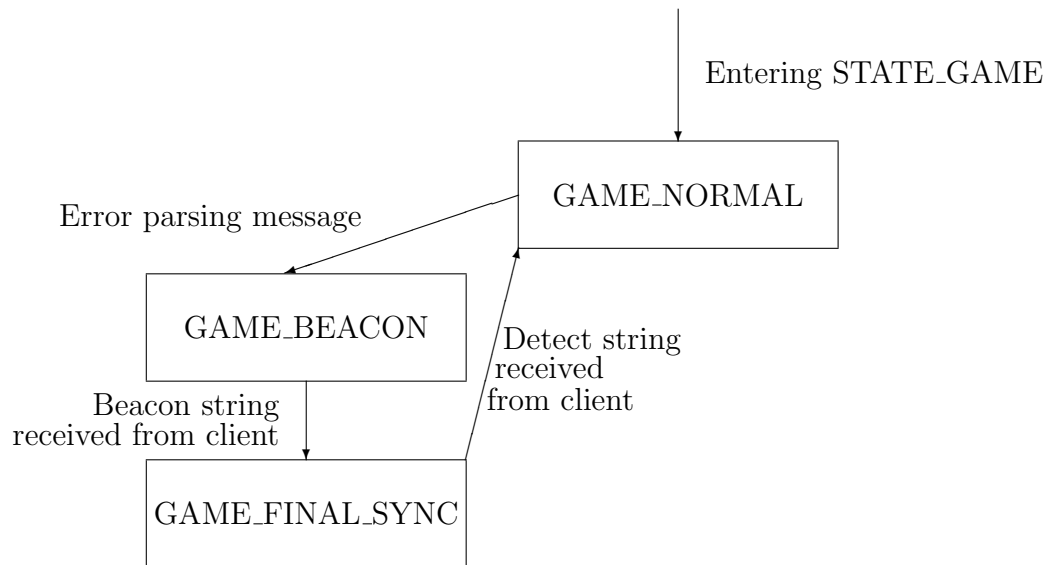 Entering STATE_GAME
GAME_NORMAL
Error parsing message
GAME_BEACON
Detect string
received
from client
Beacon string
received from client
GAME_FINAL_SYNC